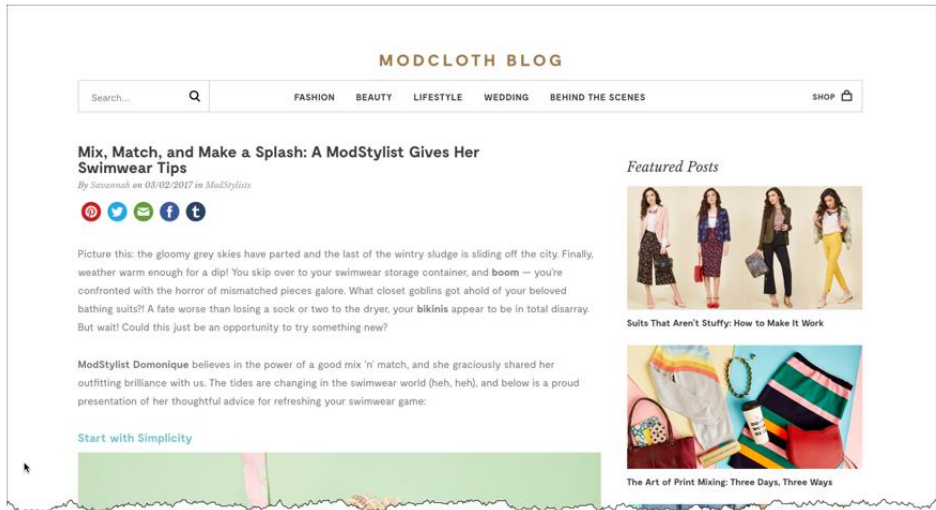 MODCLOTH BLOG
Search...
FASHION BEAUTY LIFESTYLE WEDDING BEHIND THE SCENES
SHOP
Mix, Match, and Make a Splash: A ModStylist Gives Her
Swimwear Tips
By Savannah on 03/02/2017 in ModStylists
Picture this: the gloomy grey skies have parted and the last of the wintry sludge is sliding off the city. Finally,
weather warm enough for a dip! You skip over to your swimwear storage container, and boom — you're
confronted with the horror of mismatched pieces galore. What closet goblins got ahold of your beloved
bathing suits?! A fate worse than losing a sock or two to the dryer, your bikinis appear to be in total disarray.
But wait! Could this just be an opportunity to try something new?
ModStylist Domonique believes in the power of a good mix 'n' match, and she graciously shared her
outfitting brilliance with us. The tides are changing in the swimwear world (heh, heh), and below is a proud
presentation of her thoughtful advice for refreshing your swimwear game:
Start with Simplicity
Featured Posts
Suits That Aren't Stuffy: How to Make It Work
The Art of Print Mixing: Three Days, Three Ways